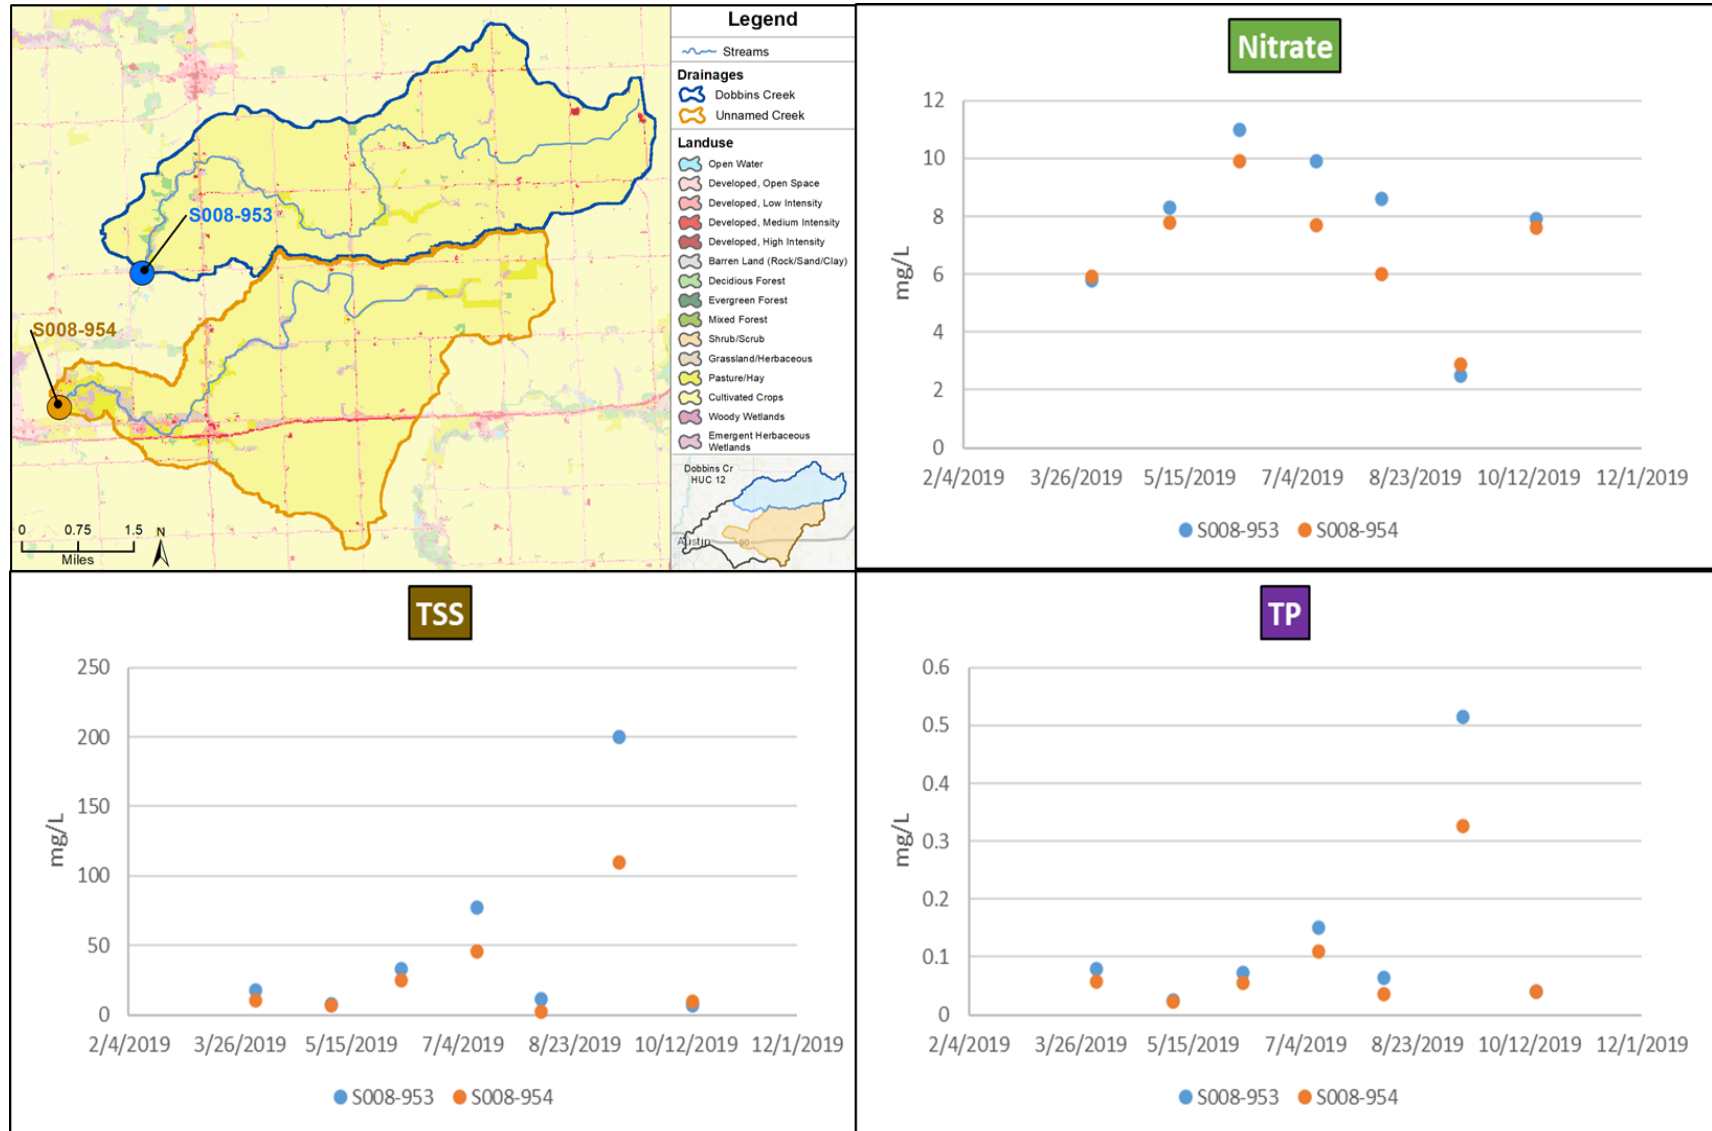 S008-953
S008-954
0 0.75 1.5
Miles
N
Legend
Streams
Drainages
Dobbins Creek
Unnamed Creek
Landuse
Open Water
Developed, Open Space
Developed, Low Intensity
Developed, Medium Intensity
Developed, High Intensity
Barren Land (Rock/Sand/Clay)
Decidious Forest
Evergreen Forest
Mixed Forest
Shrub/Scrub
Grassland/Herbaceous
Pasture/Hay
Cultivated Crops
Woody Wetlands
Emergent Herbaceous
Wetlands
Dobbins Cr
HUC 12
Austin
90
Nitrate
12
10
8
6
4
2
0
mg/L
2/4/2019 3/26/2019 5/15/2019 7/4/2019 8/23/2019 10/12/2019 12/1/2019
S008-953 S008-954
TSS
250
200
150
100
50
0
mg/L
2/4/2019 3/26/2019 5/15/2019 7/4/2019 8/23/2019 10/12/2019 12/1/2019
S008-953 S008-954
TP
0.6
0.5
0.4
0.3
0.2
0.1
0
mg/L
2/4/2019 3/26/2019 5/15/2019 7/4/2019 8/23/2019 10/12/2019 12/1/2019
S008-953 S008-954